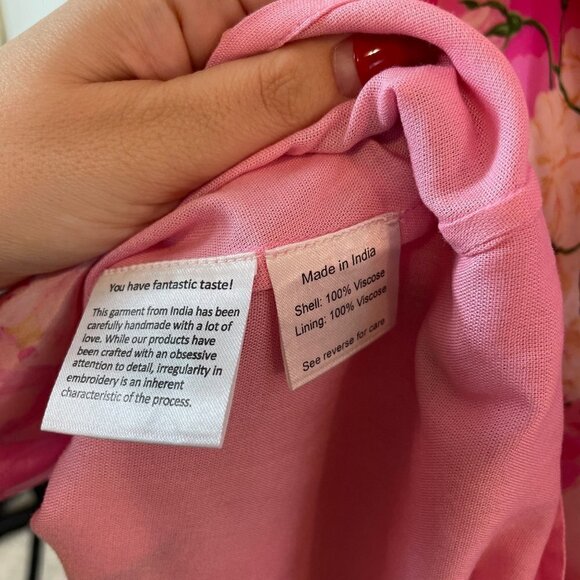 You have fantastic taste!
This garment from India has been
carefully handmade with a lot of
love. While our products have
been crafted with an obsessive
attention to detail, irregularity in
embroidery is an inherent
characteristic of the process.
Made in India
Shell: 100% Viscose
Lining: 100% Viscose
See reverse for care